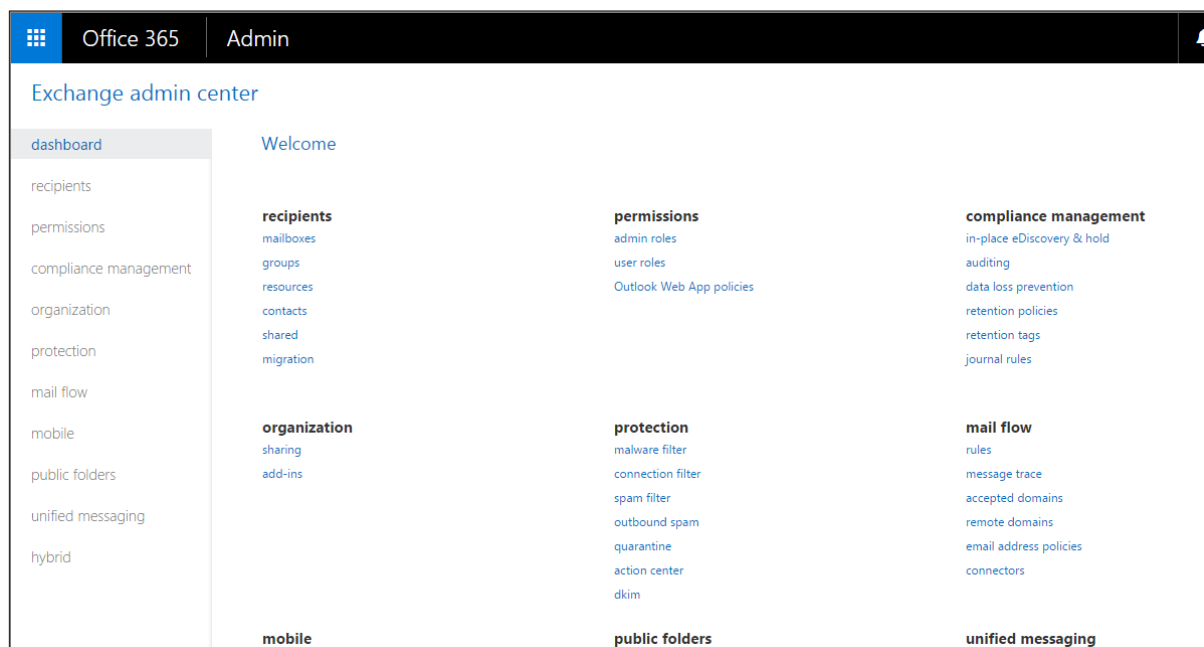 Office 365 Admin
Exchange admin center
dashboard
recipients
permissions
compliance management
organization
protection
mail flow
mobile
public folders
unified messaging
hybrid
Welcome
recipients
mailboxes
groups
resources
contacts
shared
migration
permissions
admin roles
user roles
Outlook Web App policies
compliance management
in-place eDiscovery & hold
auditing
data loss prevention
retention policies
retention tags
journal rules
organization
sharing
add-ins
protection
malware filter
connection filter
spam filter
outbound spam
quarantine
action center
dkim
mail flow
rules
message trace
accepted domains
remote domains
email address policies
connectors
mobile
public folders
unified messaging